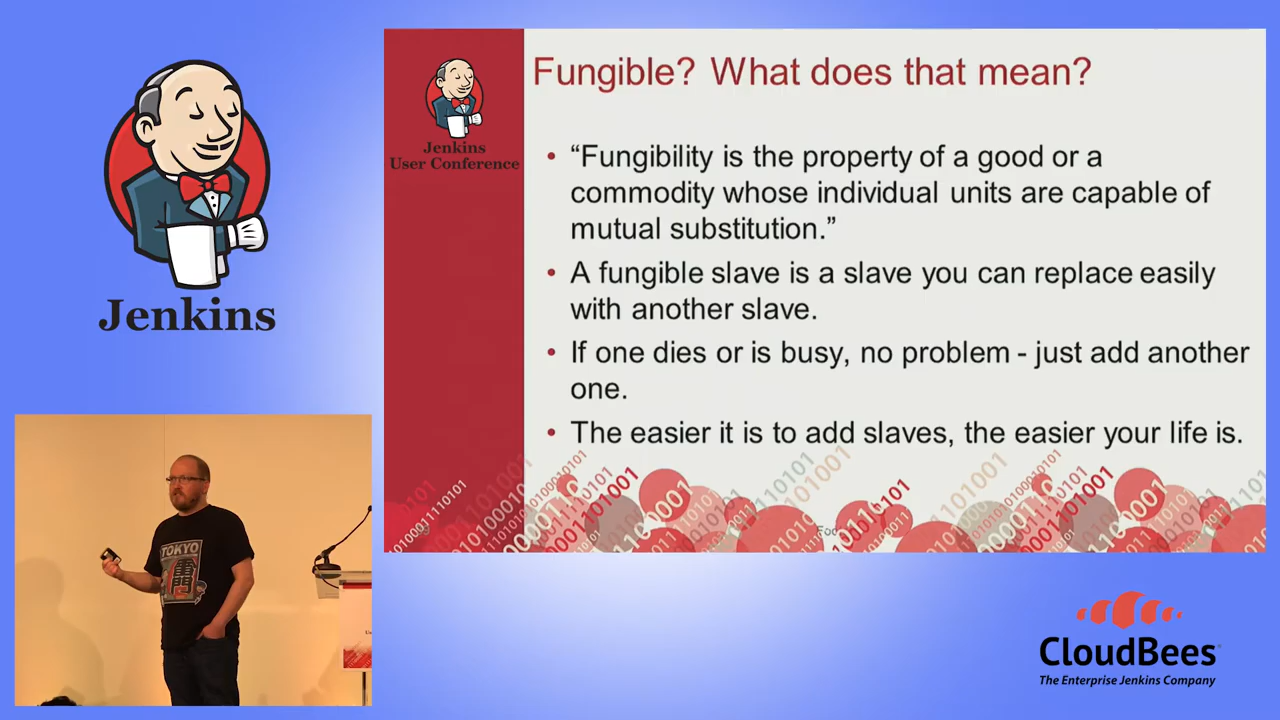 Jenkins
Jenkins
User Conference
Fungible? What does that mean?
• “Fungibility is the property of a good or a
commodity whose individual units are capable of
mutual substitution.”
• A fungible slave is a slave you can replace easily
with another slave.
• If one dies or is busy, no problem - just add another
one.
• The easier it is to add slaves, the easier your life is.
TOKYO
CloudBees
The Enterprise Jenkins Company